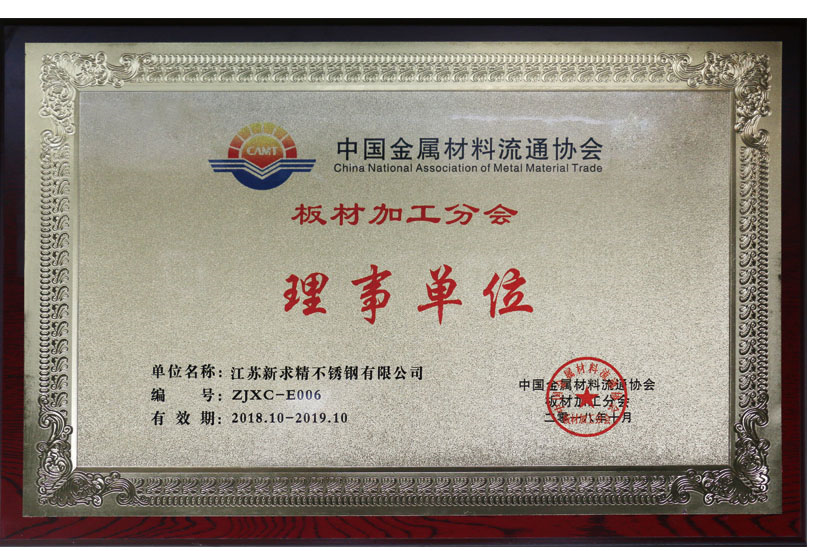 CAMT
中国金属材料流通协会
China National Association of Metal Material Trade
板材加工分会
理事单位
单位名称：江苏新求精不锈钢有限公司
编 号：ZJXC-E006
有 效 期：2018.10-2019.10
中国金属材料流通协会
板材加工分会
二零一八年十月